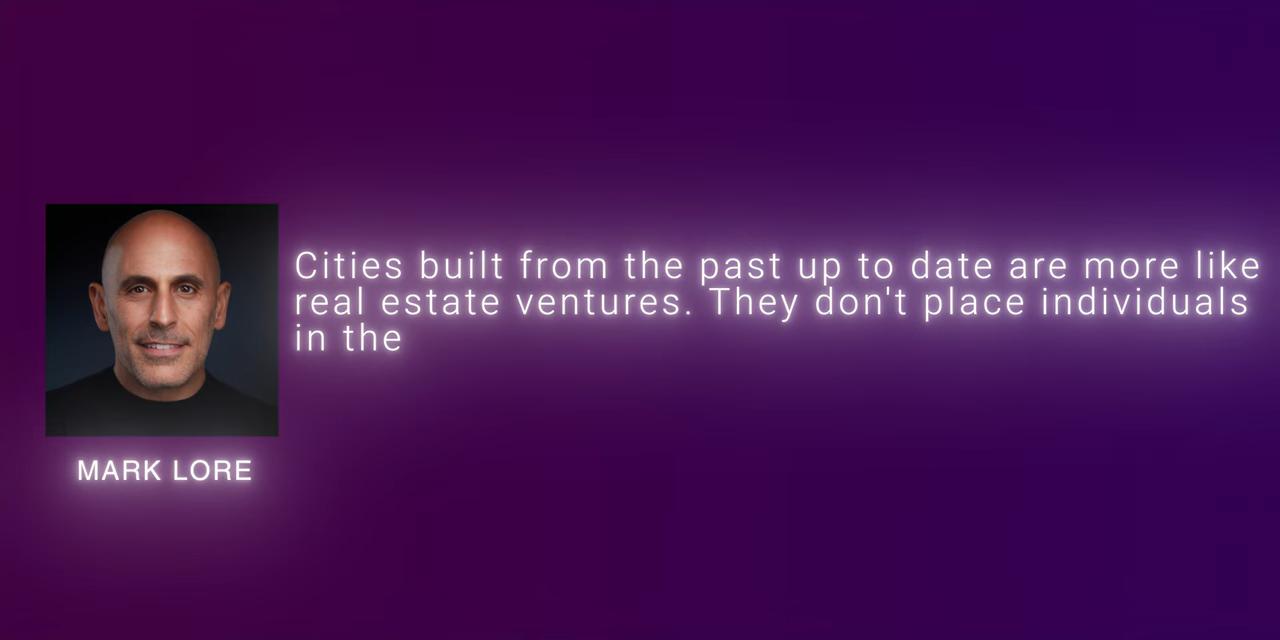 Cities built from the past up to date are more like
real estate ventures. They don't place individuals
in the
MARK LORE